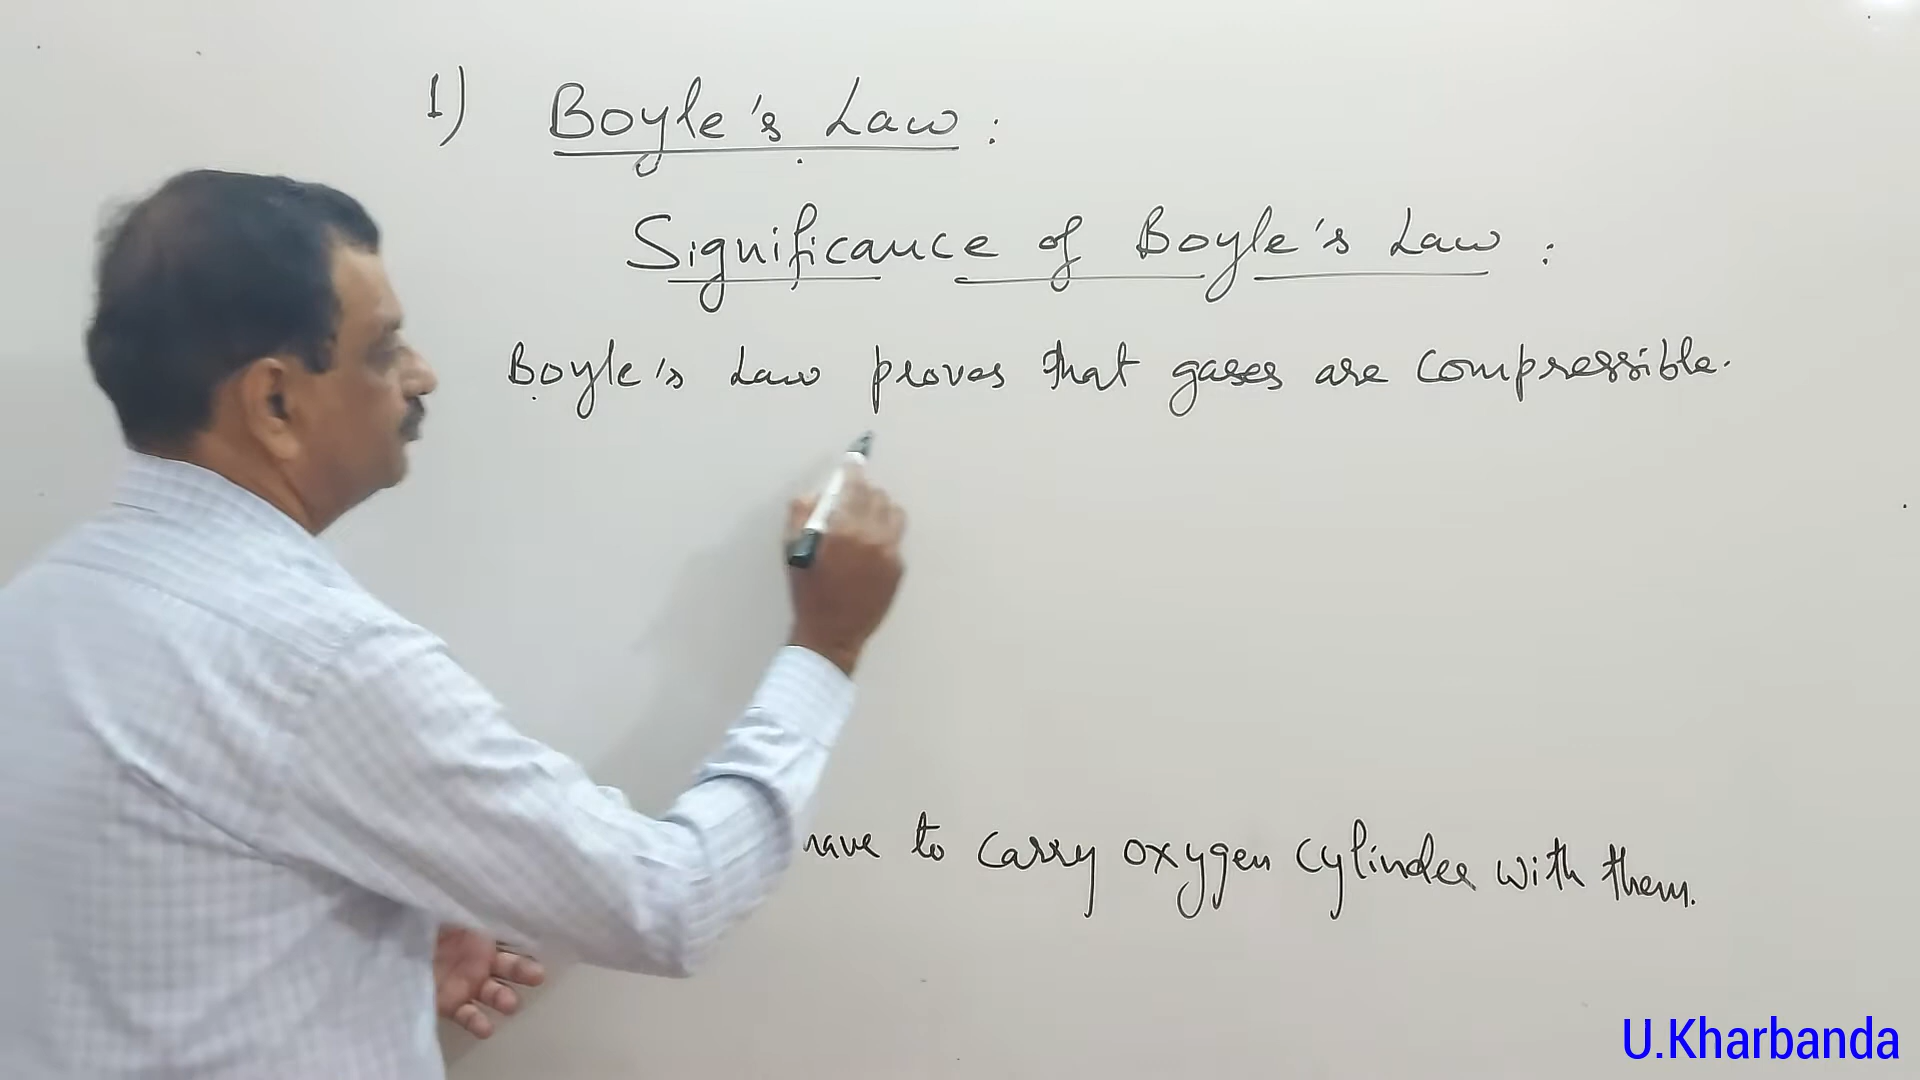 1) Boyle's Law :
Significance of Boyle's Law :
Boyle's Law proves that gases are compressible.
have to carry oxygen cylinder with them.
U.Kharbanda